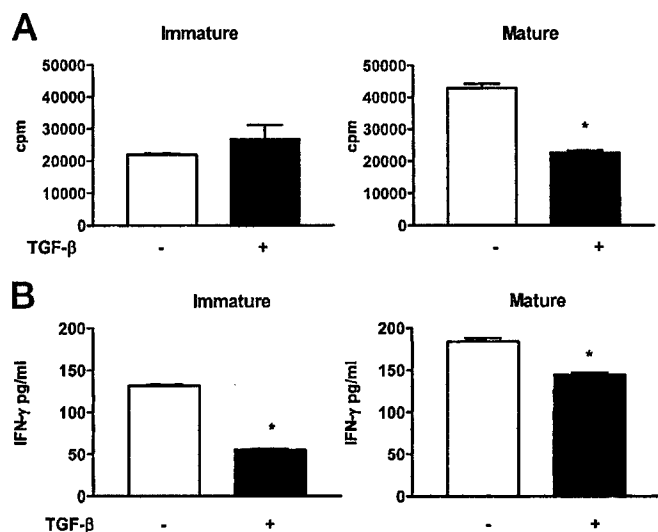 A
Immature
Mature
cpm
50000
40000
30000
20000
10000
0
cpm
50000
40000
30000
20000
10000
0
TGF-β - +
- +
B
Immature
Mature
IFN-γ pg/ml
200
150
100
50
0
*
IFN-γ pg/ml
200
150
100
50
0
*
TGF-β - +
- +